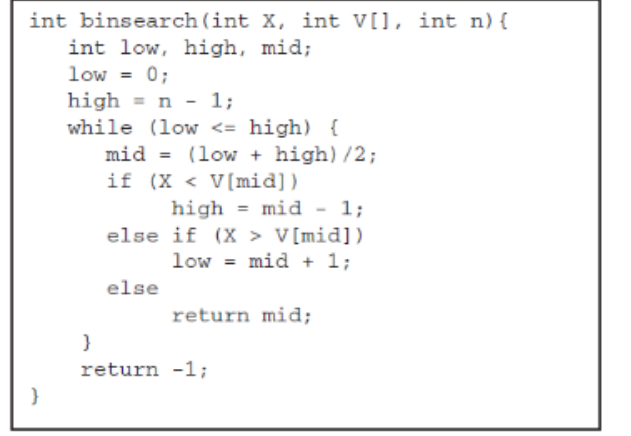 int binsearch(int X, int V[], int n){
int low, high, mid;
low = 0;
high = n - 1;
while (low <= high) {
mid = (low + high)/2;
if (X < V[mid])
high = mid - 1;
else if (X > V[mid])
low = mid + 1;
else
return mid;
}
return -1;
}